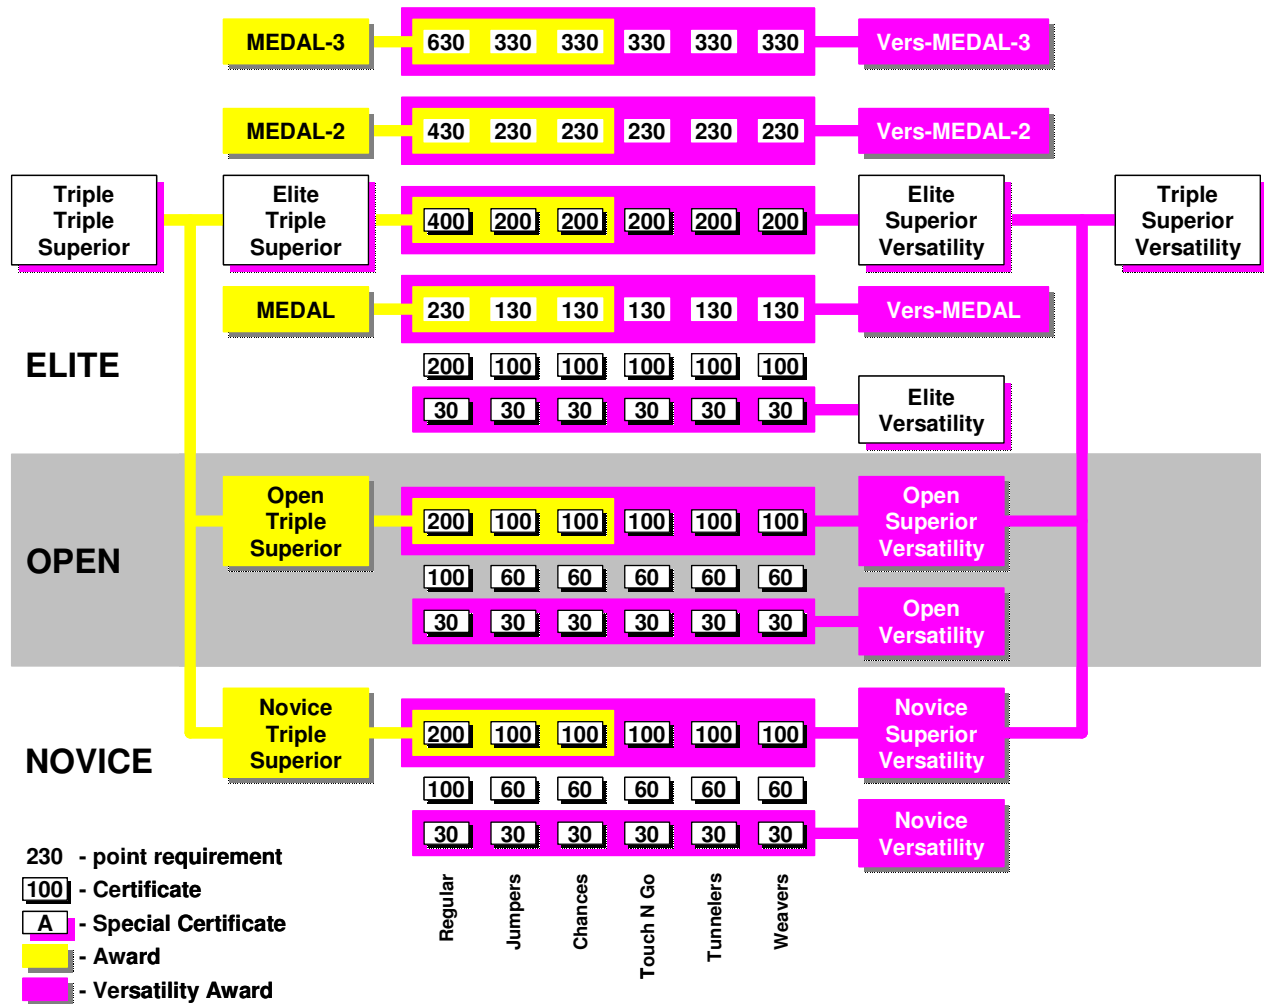 MEDAL-3 630 330 330 330 330 330 Vers-MEDAL-3
MEDAL-2 430 230 230 230 230 230 Vers-MEDAL-2
Triple
Triple
Superior
Elite
Triple
Superior
400 200 200 200 200 200
Elite
Superior
Versatility
Triple
Superior
Versatility
MEDAL 230 130 130 130 130 130 Vers-MEDAL
ELITE
200 100 100 100 100 100
30 30 30 30 30 30
Elite
Versatility
Open
Triple
Superior
200 100 100 100 100 100
Open
Superior
Versatility
OPEN
100 60 60 60 60 60
30 30 30 30 30 30
Open
Versatility
Novice
Triple
Superior
200 100 100 100 100 100
Novice
Superior
Versatility
NOVICE
100 60 60 60 60 60
30 30 30 30 30 30
Novice
Versatility
Regular
Jumpers
Chances
Touch N Go
Tunnelers
Weavers
230 - point requirement
100 - Certificate
A - Special Certificate
- Award
- Versatility Award